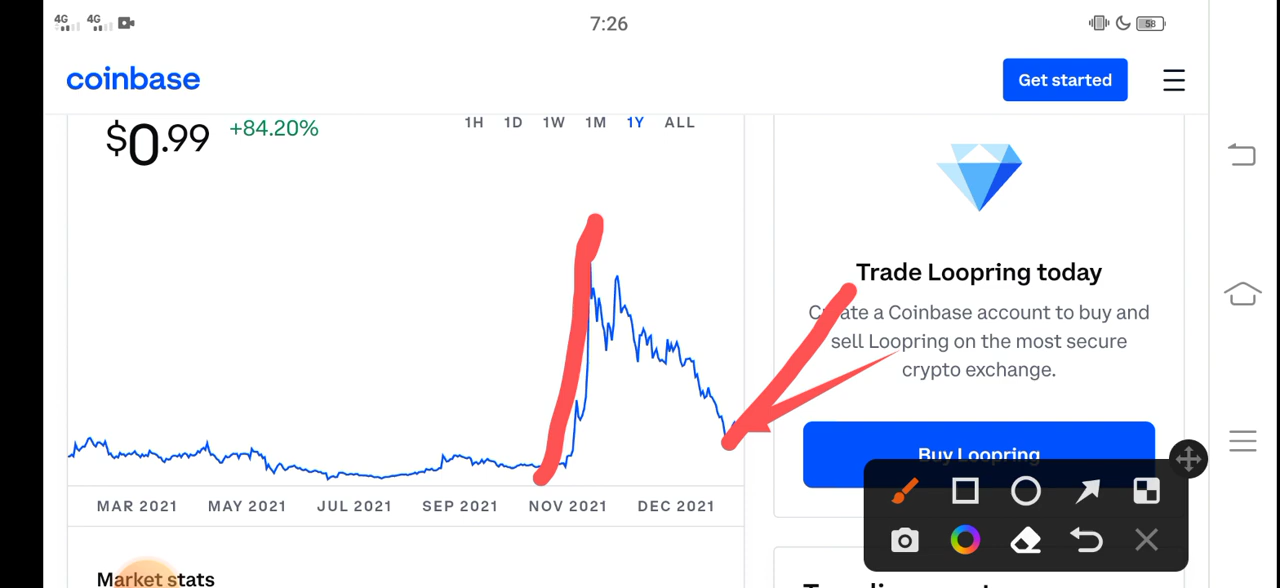 4G 4G 7:26 58
coinbase
Get started
$0.99 +84.20%
1H 1D 1W 1M 1Y ALL
MAR 2021 MAY 2021 JUL 2021 SEP 2021 NOV 2021 DEC 2021
Market stats
Trade Loopring today
Create a Coinbase account to buy and
sell Loopring on the most secure
crypto exchange.
Buy Loopring